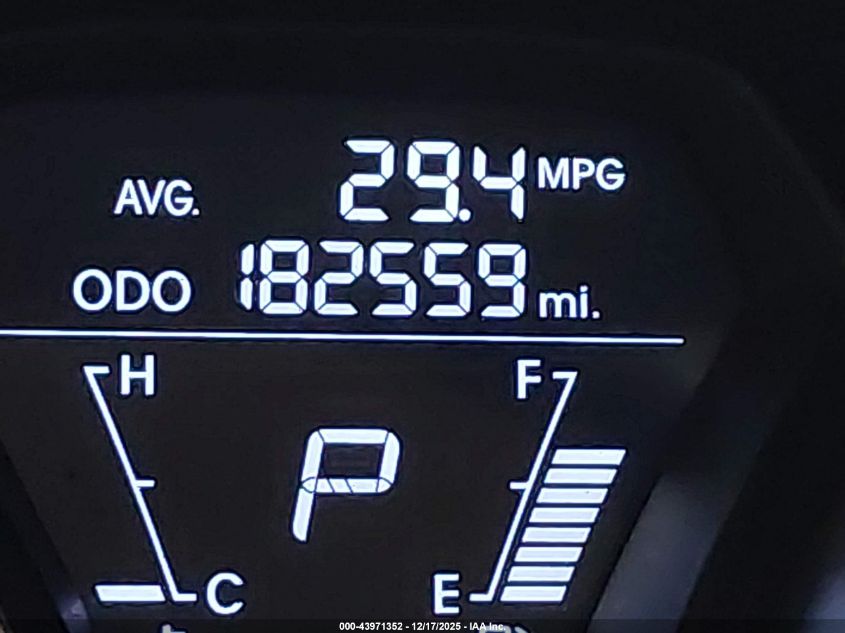 AVG. 29.4 MPG
ODO 182559 mi.
H F
P
C E
000-43971352 - 12/17/2025 - IAA Inc.